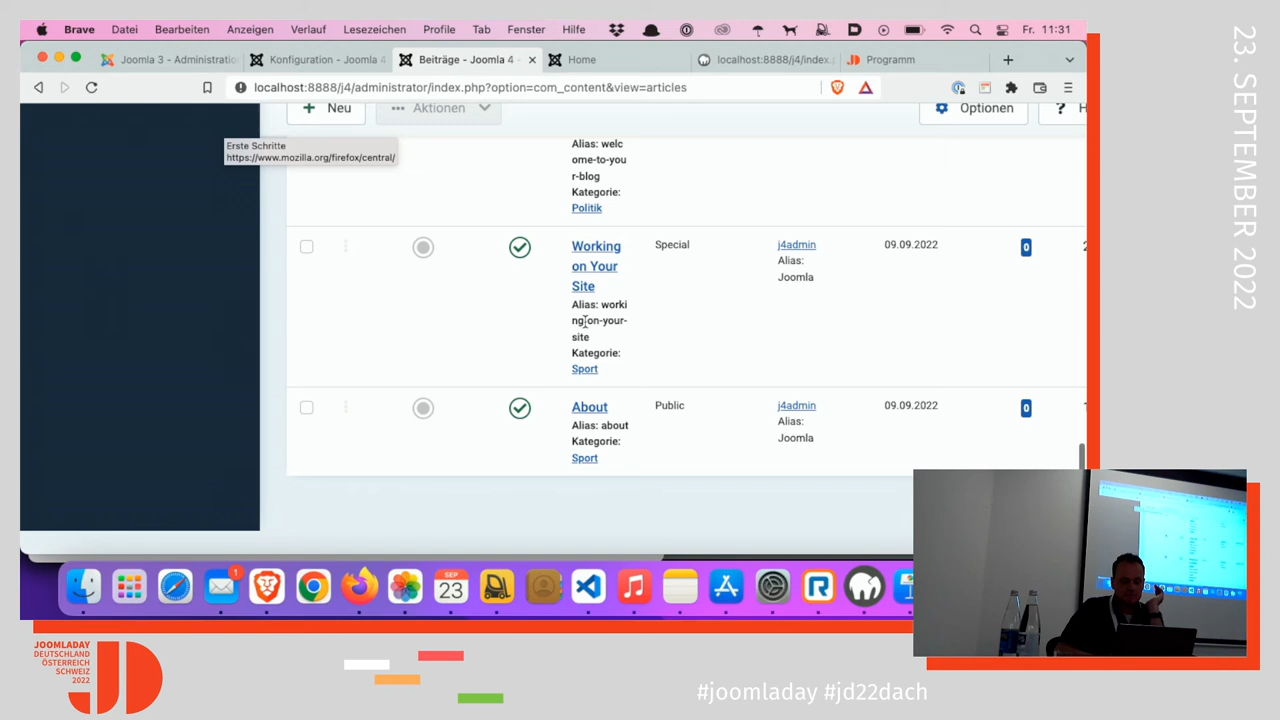 Brave Datei Bearbeiten Anzeigen Verlauf Lesezeichen Profile Tab Fenster Hilfe Fr. 11:31
Joomla 3 - Administratio Konfiguration - Joomla 4 Beiträge - Joomla 4 - Home localhost:8888/j4/index. Programm
localhost:8888/j4/administrator/index.php?option=com_content&view=articles
+ Neu ••• Aktionen Optionen ? H
Erste Schritte
https://www.mozilla.org/firefox/central/
Alias: welc
ome-to-you
r-blog
Kategorie:
Politik
Working
on Your
Site
Alias: worki
ng-on-your-
site
Kategorie:
Sport
Special
j4admin
Alias:
Joomla
09.09.2022
0
About
Alias: about
Kategorie:
Sport
Public
j4admin
Alias:
Joomla
09.09.2022
0
1
SEP
23
23. SEPTEMBER 2022
JOOMLADAY
DEUTSCHLAND
ÖSTERREICH
SCHWEIZ
2022
#joomladay #jd22dach